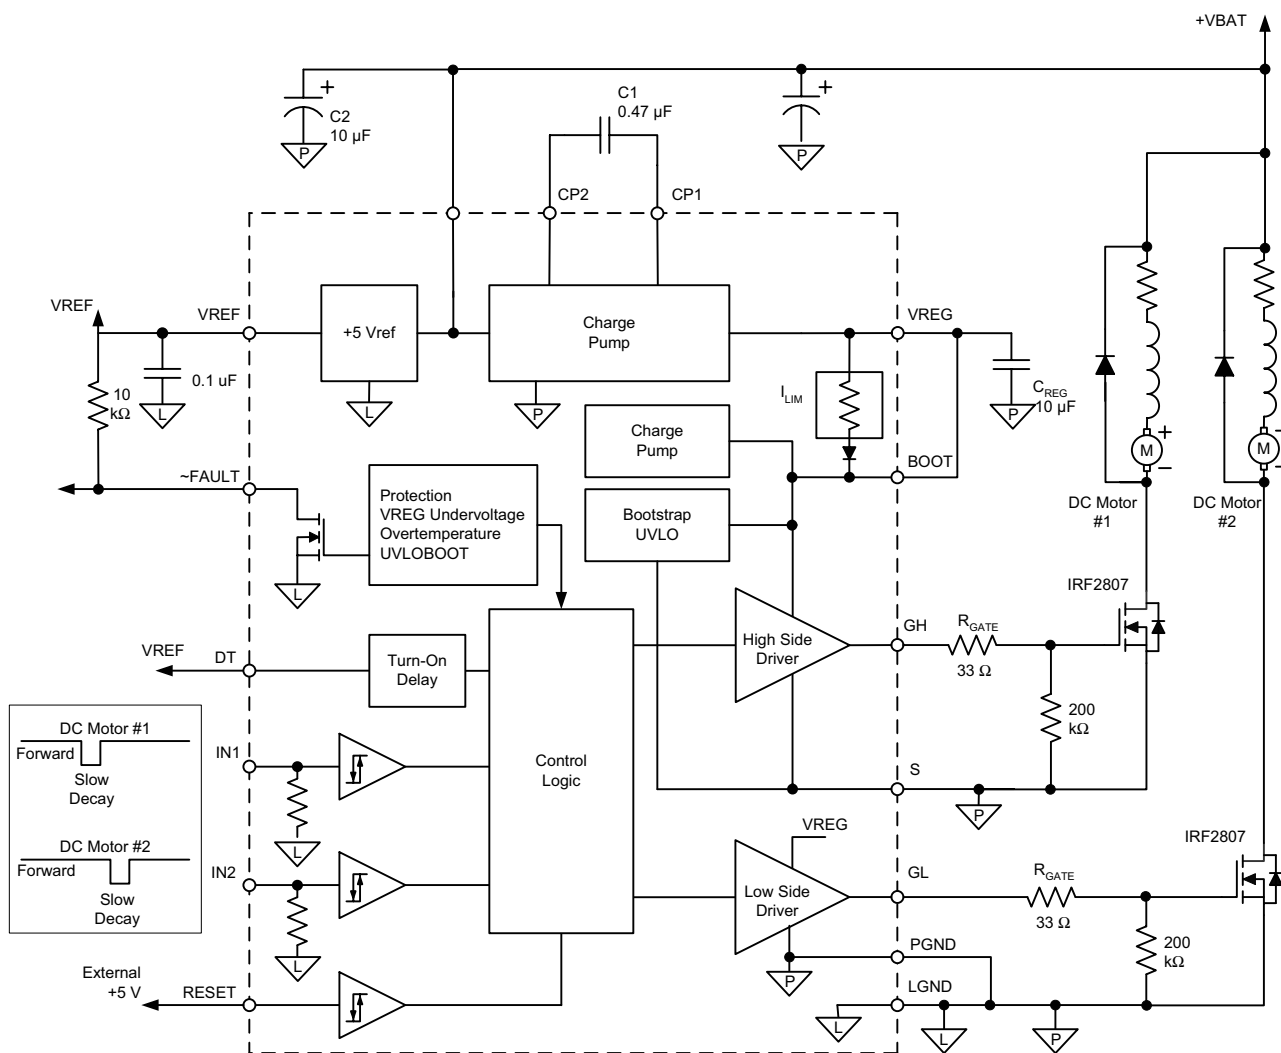 +VBAT
C1
0.47 µF
+
C2
10 µF
P
+
P
CP2
CP1
VREF
VREF
+5 Vref
Charge
Pump
VREG
10
kΩ
0.1 uF
L
L
P
I LIM
C REG
10 µF
P
Charge
Pump
BOOT
+
M
–
M
–
DC Motor
#1
DC Motor
#2
~FAULT
Protection
VREG Undervoltage
Overtemperature
UVLOBOOT
Bootstrap
UVLO
L
IRF2807
VREF
DT
Turn-On
Delay
High Side
Driver
GH
R GATE
33 Ω
200
kΩ
DC Motor #1
Forward
Slow
Decay
IN1
Control
Logic
S
P
L
DC Motor #2
Forward
Slow
Decay
IN2
L
VREG
Low Side
Driver
GL
R GATE
33 Ω
IRF2807
200
kΩ
PGND
P
External
+5 V
RESET
LGND
L
L
P